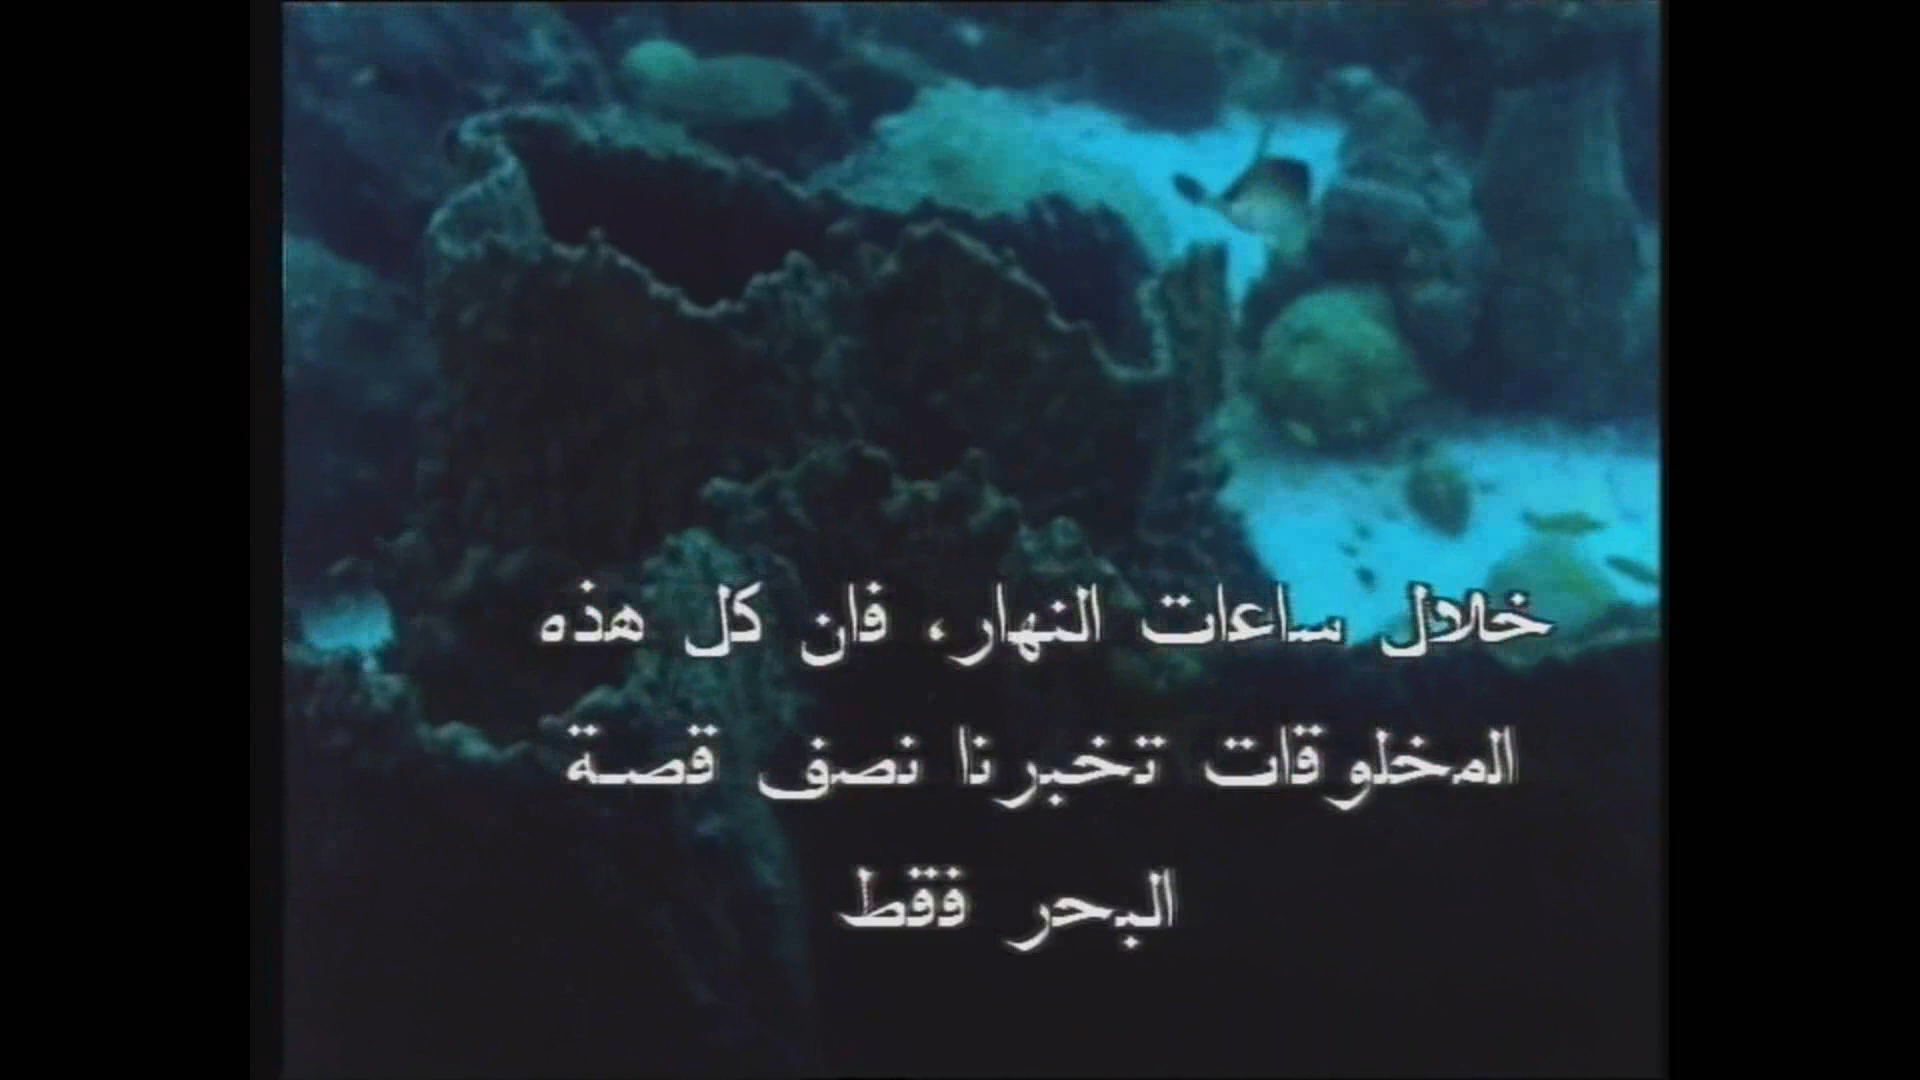 خلال ساعات النهار، فان كل هذه
المخلوقات تخبرنا نصف قصة
البحر فقط